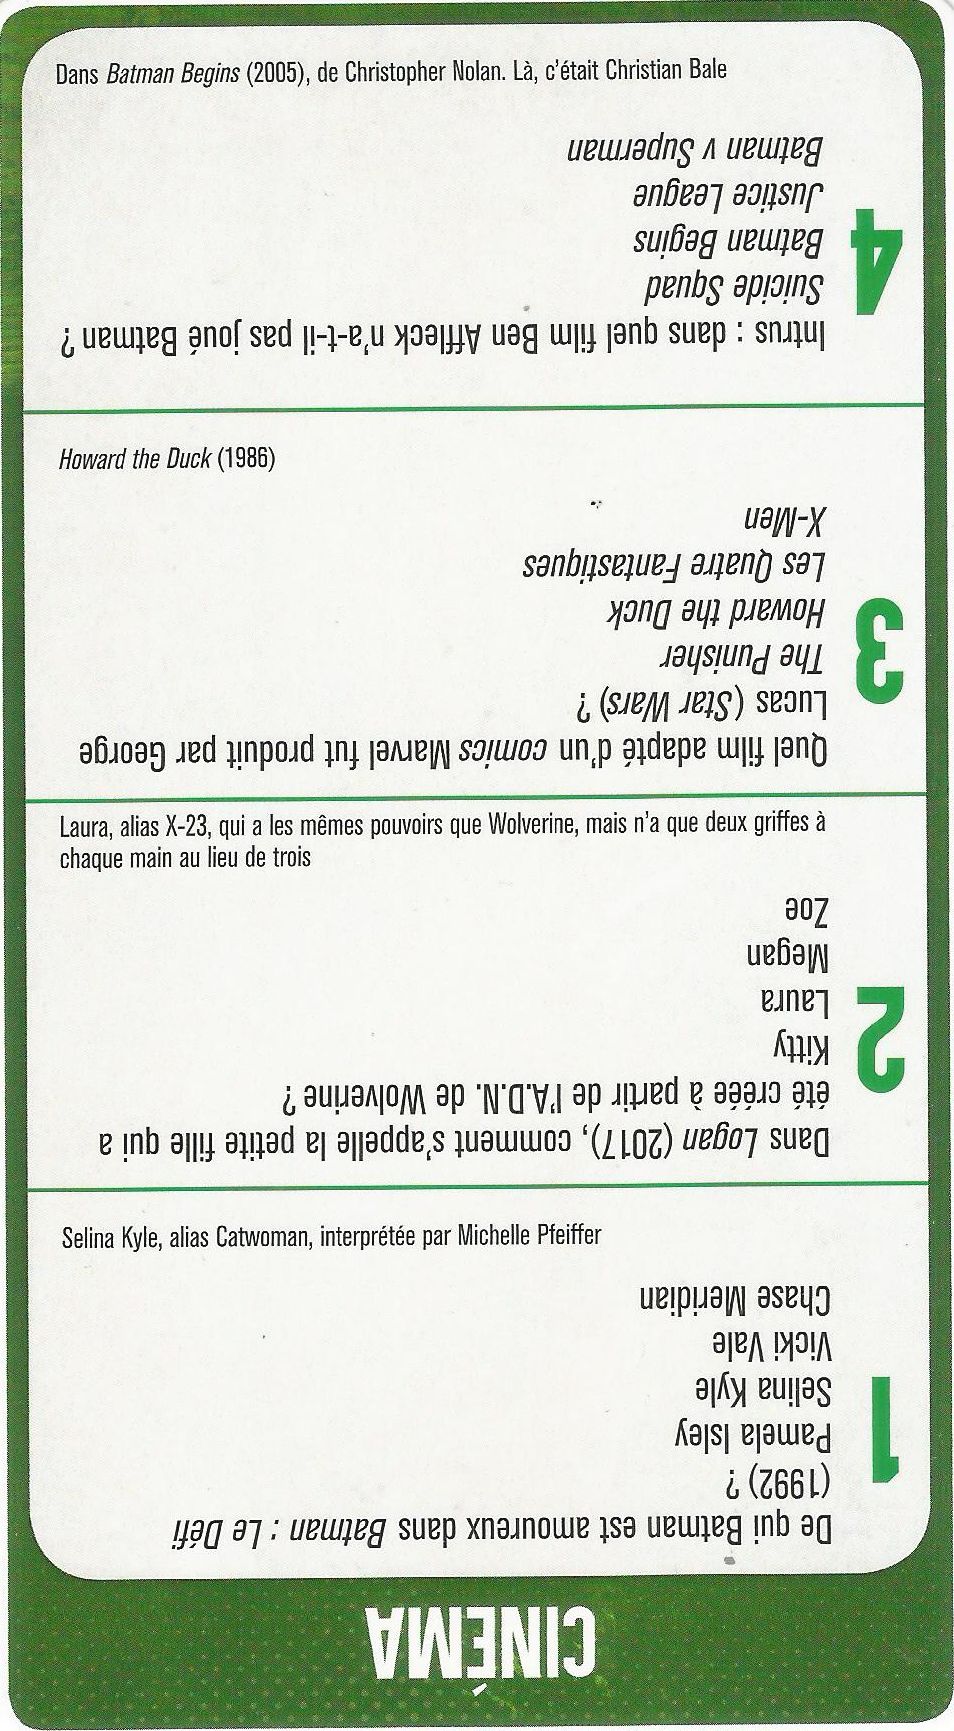 CINÉMA
1
De qui Batman est amoureux dans Batman : Le Défi
(1992) ?
Pamela Isley
Selina Kyle
Vicki Vale
Chase Meridian
Selina Kyle, alias Catwoman, interprétée par Michelle Pfeiffer
2
Dans Logan (2017), comment s'appelle la petite fille qui a
été créée à partir de l'A.D.N. de Wolverine ?
Kitty
Laura
Megan
Zoe
Laura, alias X-23, qui a les mêmes pouvoirs que Wolverine, mais n'a que deux griffes à
chaque main au lieu de trois
3
Quel film adapté d'un comics Marvel fut produit par George
Lucas (Star Wars) ?
The Punisher
Howard the Duck
Les Quatre Fantastiques
X-Men
Howard the Duck (1986)
4
Intrus : dans quel film Ben Affleck n'a-t-il pas joué Batman ?
Suicide Squad
Batman Begins
Justice League
Batman v Superman
Dans Batman Begins (2005), de Christopher Nolan. Là, c'était Christian Bale